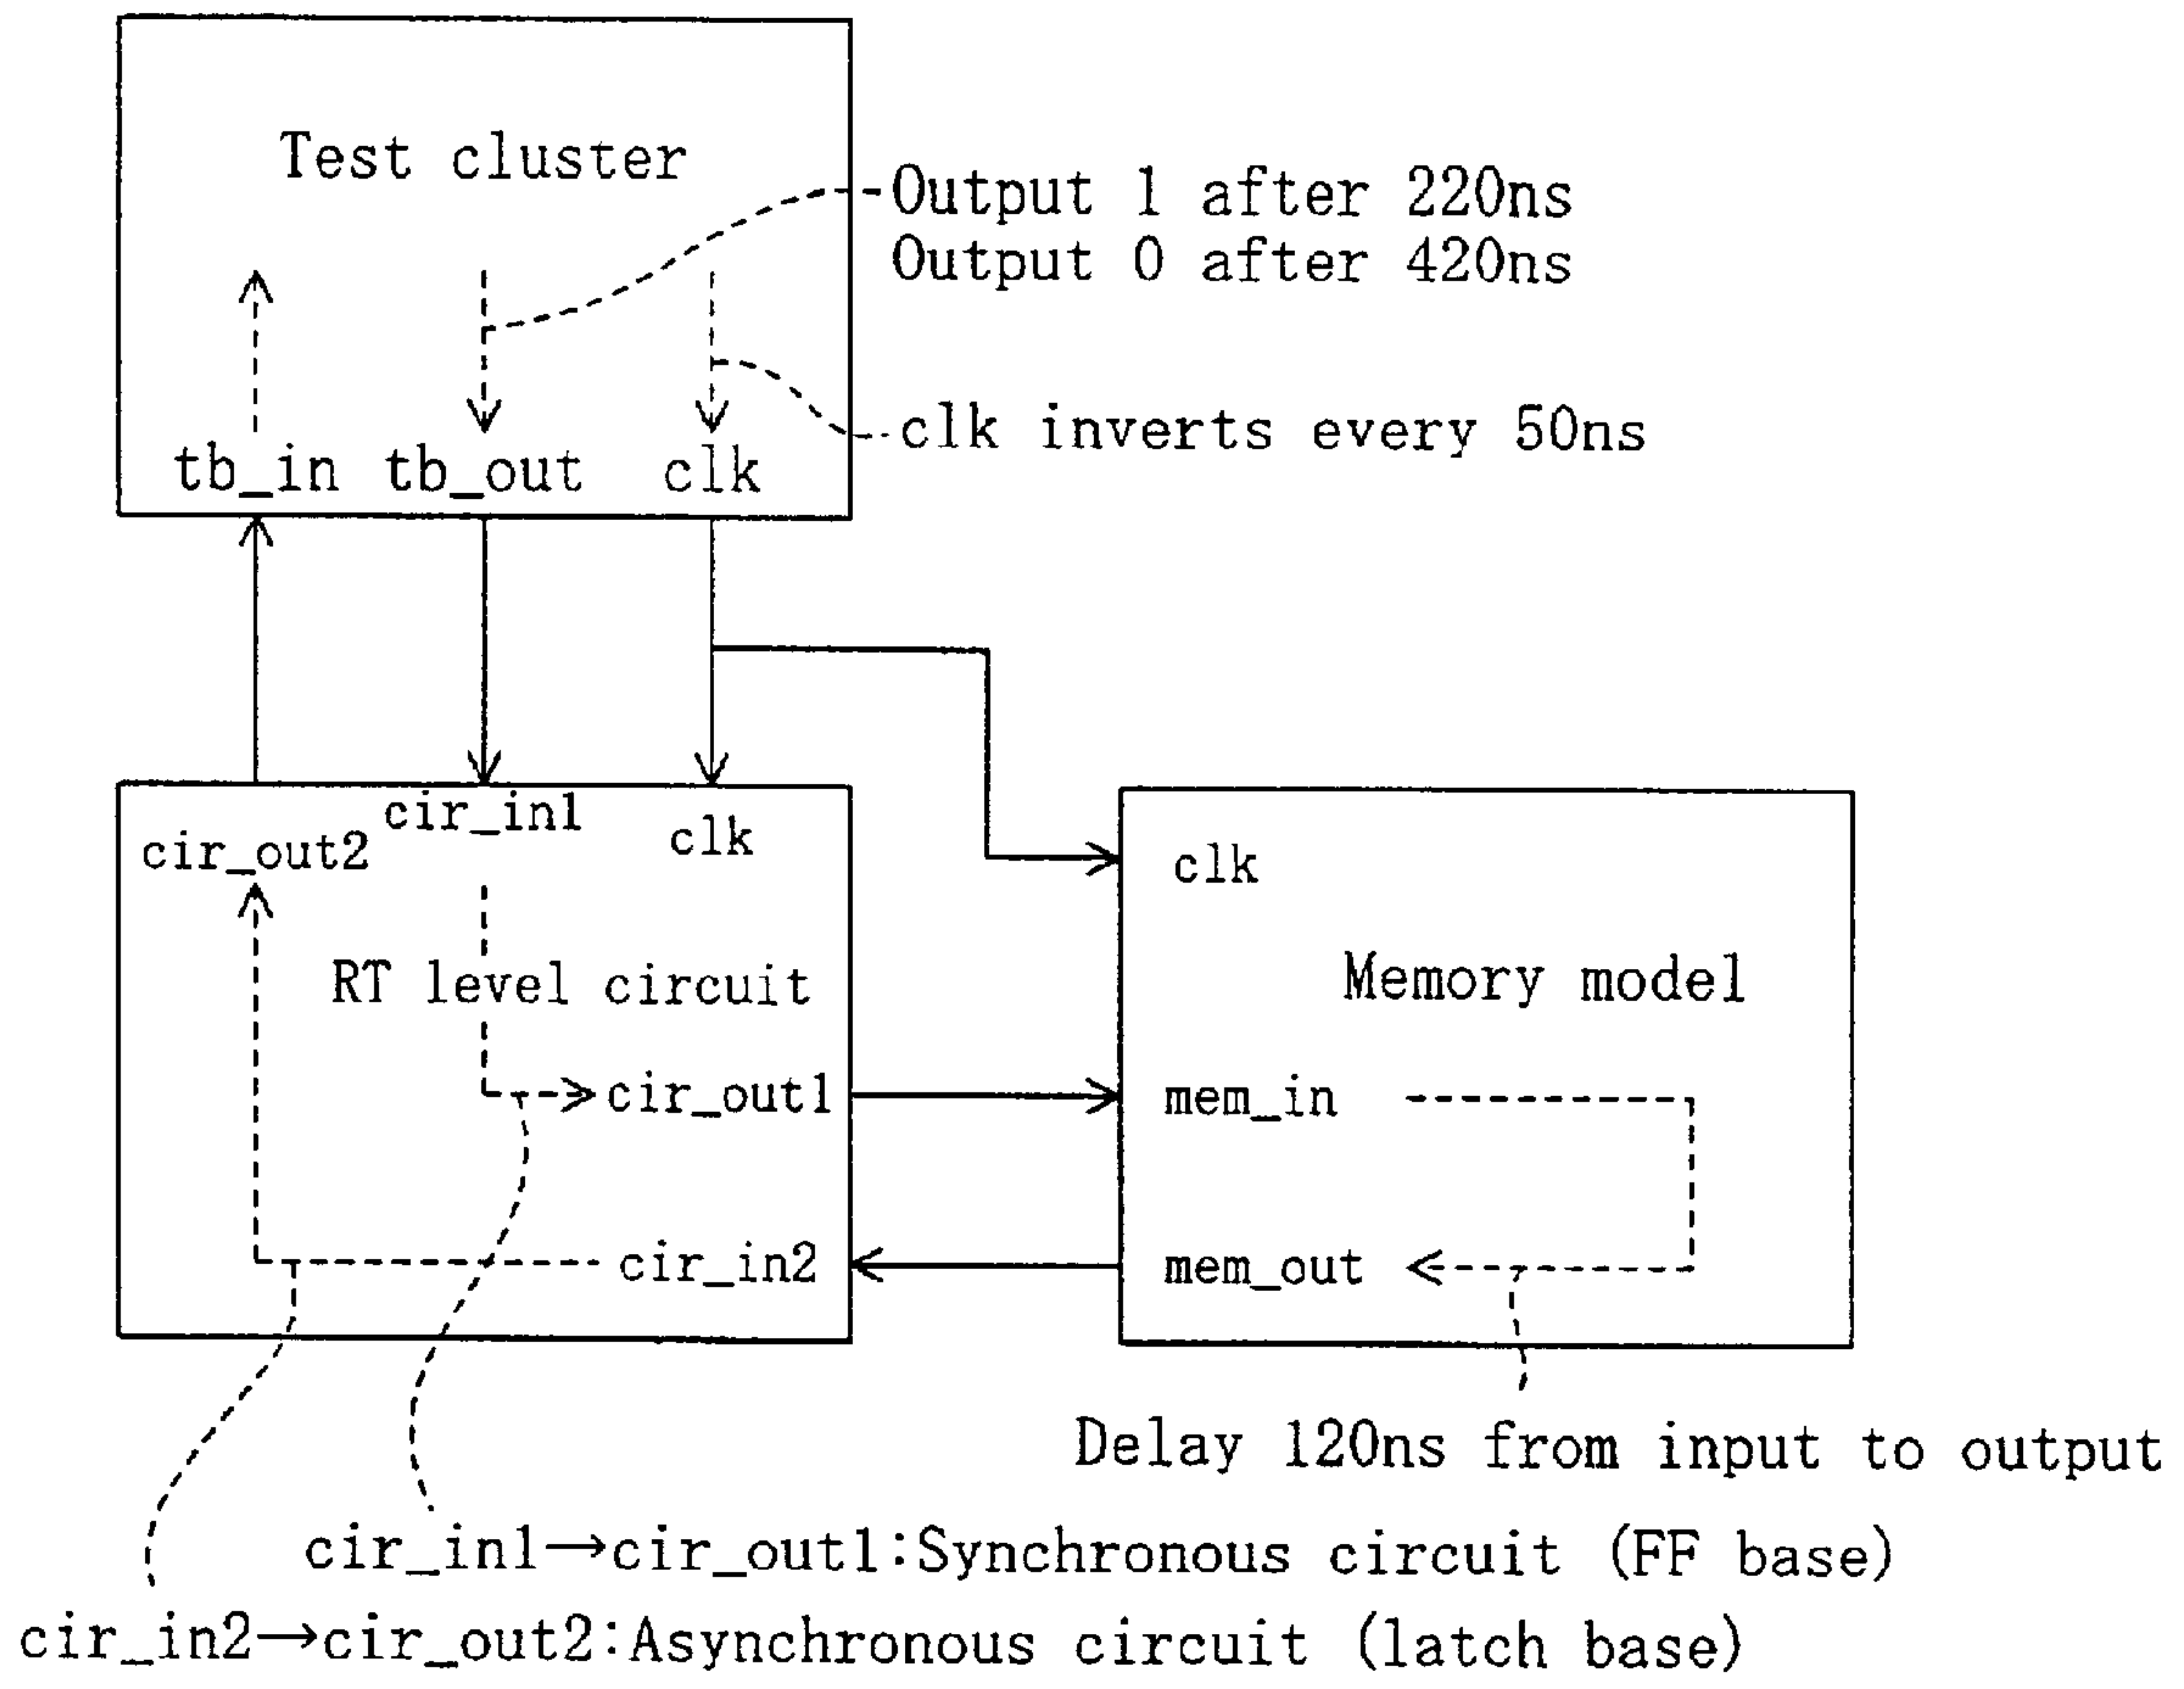 Test cluster
Output 1 after 220ns
Output 0 after 420ns
clk inverts every 50ns
tb_in tb_out clk
cir_out2 cir_in1 clk
clk
RT level circuit
Memory model
cir_out1
mem_in
cir_in2
mem_out
Delay 120ns from input to output
cir_in1→cir_out1:Synchronous circuit (FF base)
cir_in2→cir_out2:Asynchronous circuit (latch base)